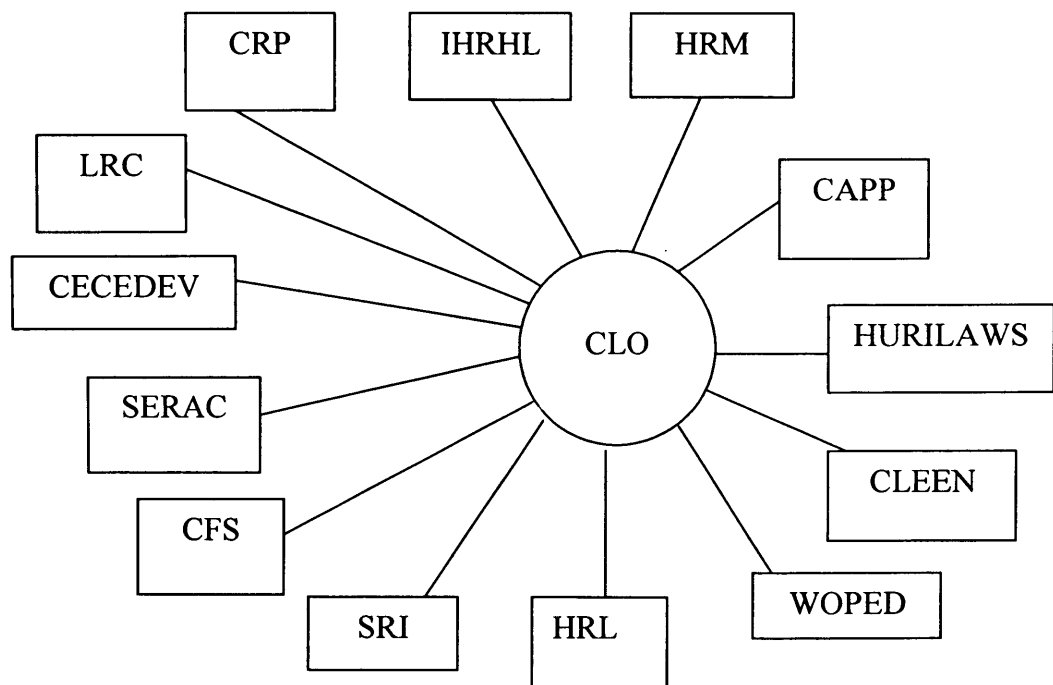 CRP
IHRHL
HRM
LRC
CAPP
CECEDEV
CLO
HURILAWS
SERAC
CLEEN
CFS
WOPED
SRI
HRL